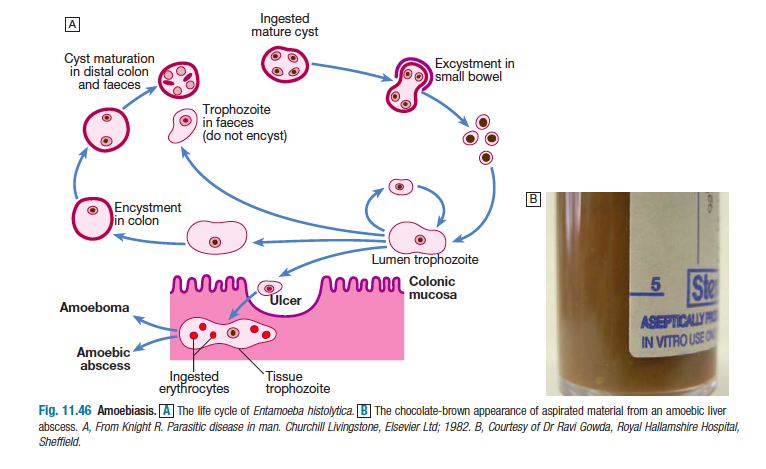 A
Ingested
mature cyst
Cyst maturation
in distal colon
and faeces
Excystment in
small bowel
Trophozoite
in faeces
(do not encyst)
B
Encystment
in colon
Lumen trophozoite
Colonic
mucosa
Ulcer
Amoeboma
Amoebic
abscess
Ingested
erythrocytes
Tissue
trophozoite
5
Ste
ASEPTICALLY PRO
IN VITRO USE ON
Fig. 11.46 Amoebiasis. A The life cycle of Entamoeba histolytica. B The chocolate-brown appearance of aspirated material from an amoebic liver
abscess. A, From Knight R. Parasitic disease in man. Churchill Livingstone, Elsevier Ltd; 1982. B, Courtesy of Dr Ravi Gowda, Royal Hallamshire Hospital,
Sheffield.